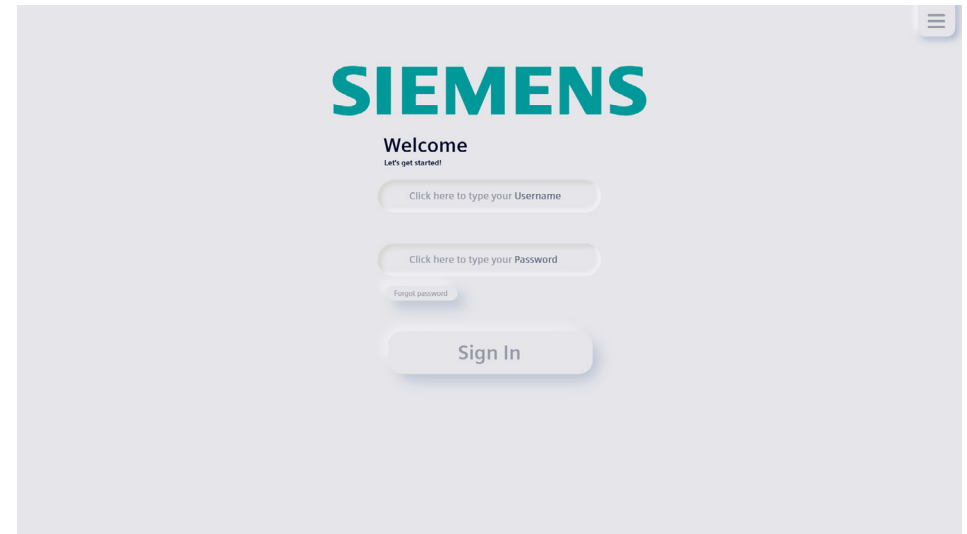 SIEMENS
Welcome
Let's get started!
Click here to type your Username
Click here to type your Password
Forgot password
Sign In